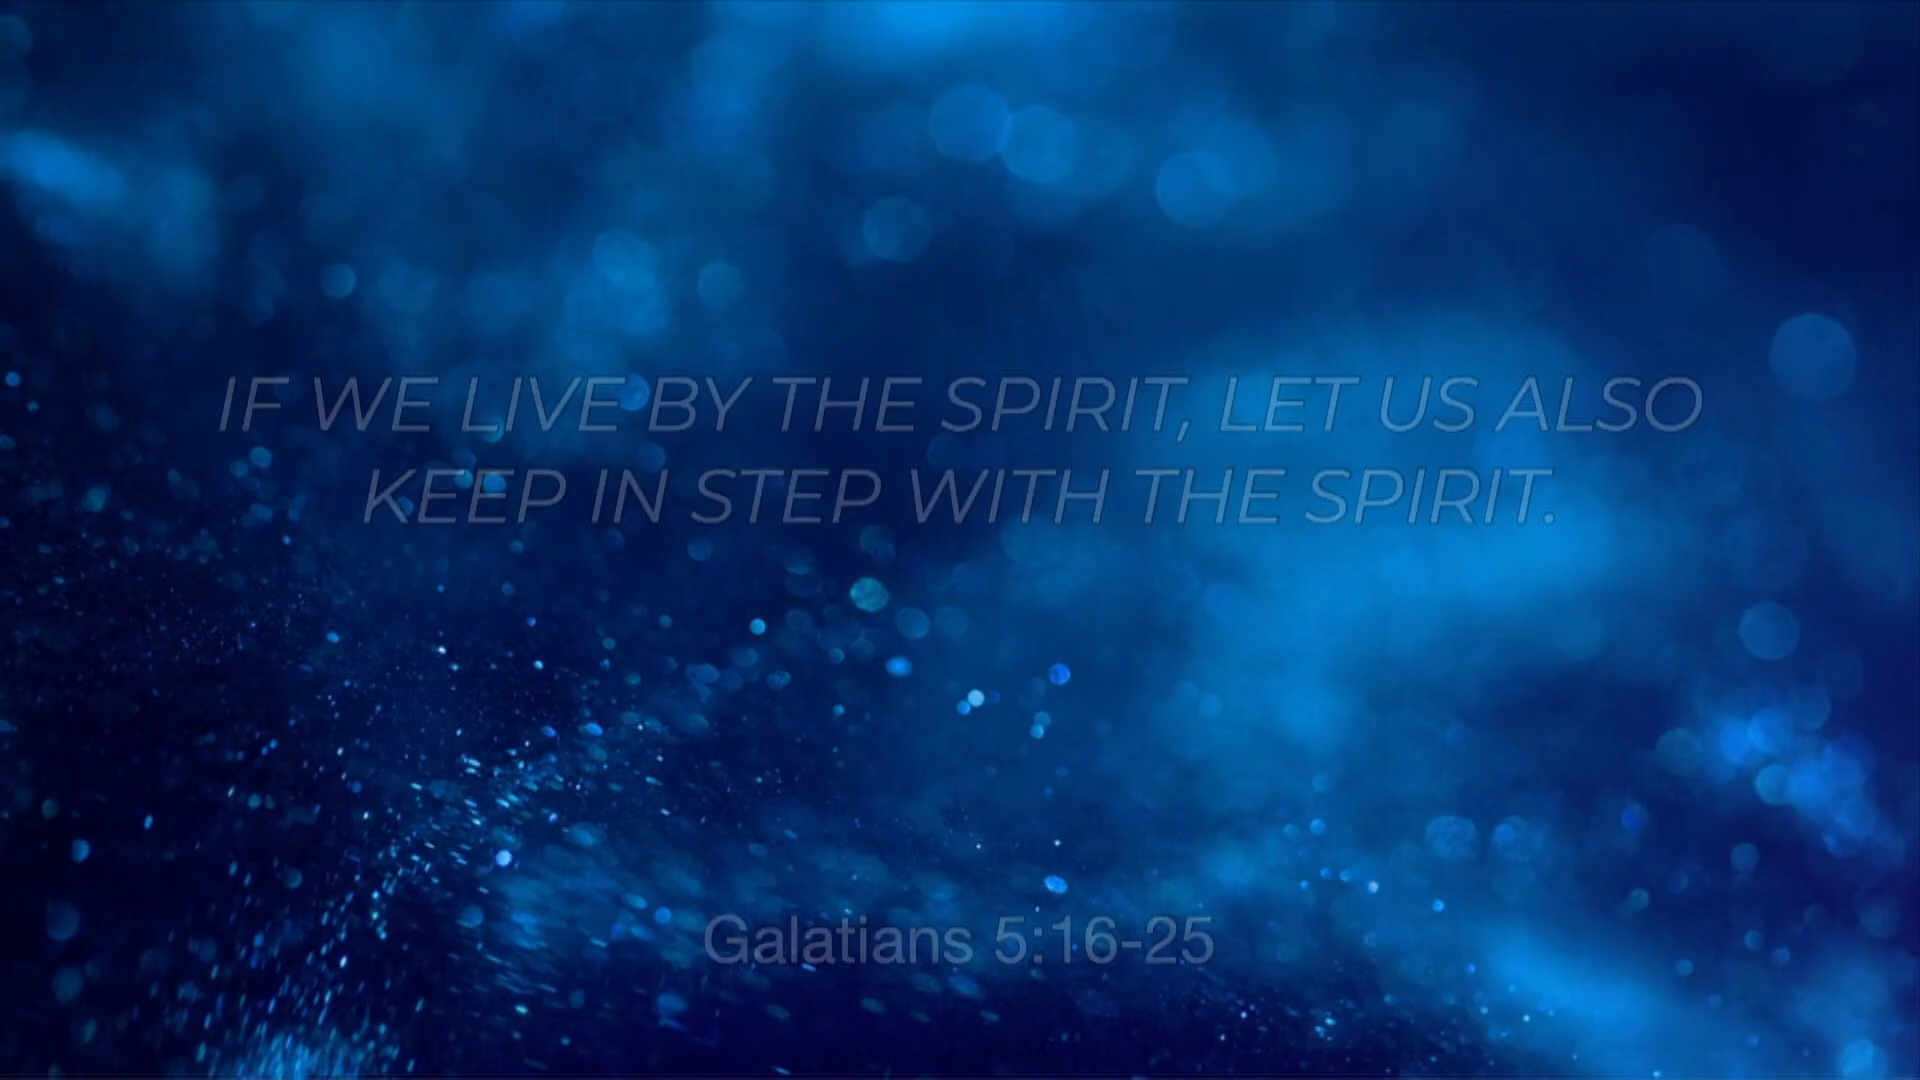 IF WE LIVE BY THE SPIRIT, LET US ALSO
KEEP IN STEP WITH THE SPIRIT.
Galatians 5:16-25